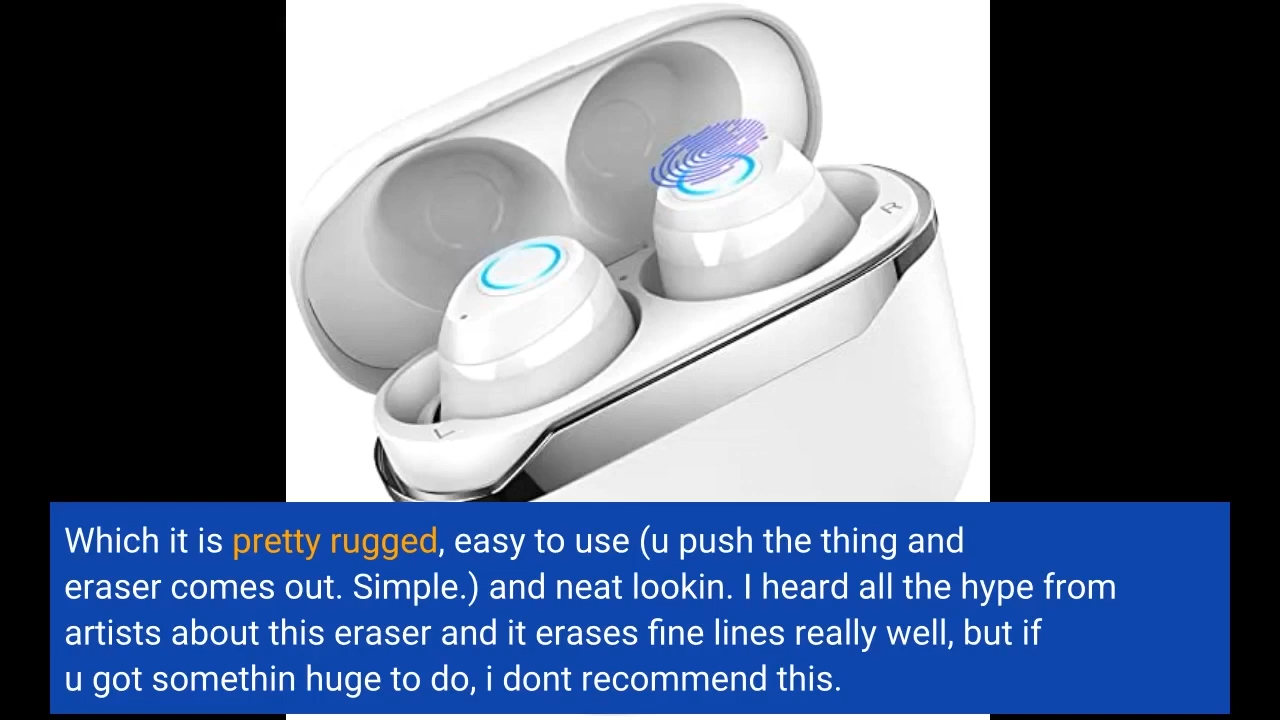 R
L
Which it is pretty rugged, easy to use (u push the thing and
eraser comes out. Simple.) and neat lookin. I heard all the hype from
artists about this eraser and it erases fine lines really well, but if
u got somethin huge to do, i dont recommend this.